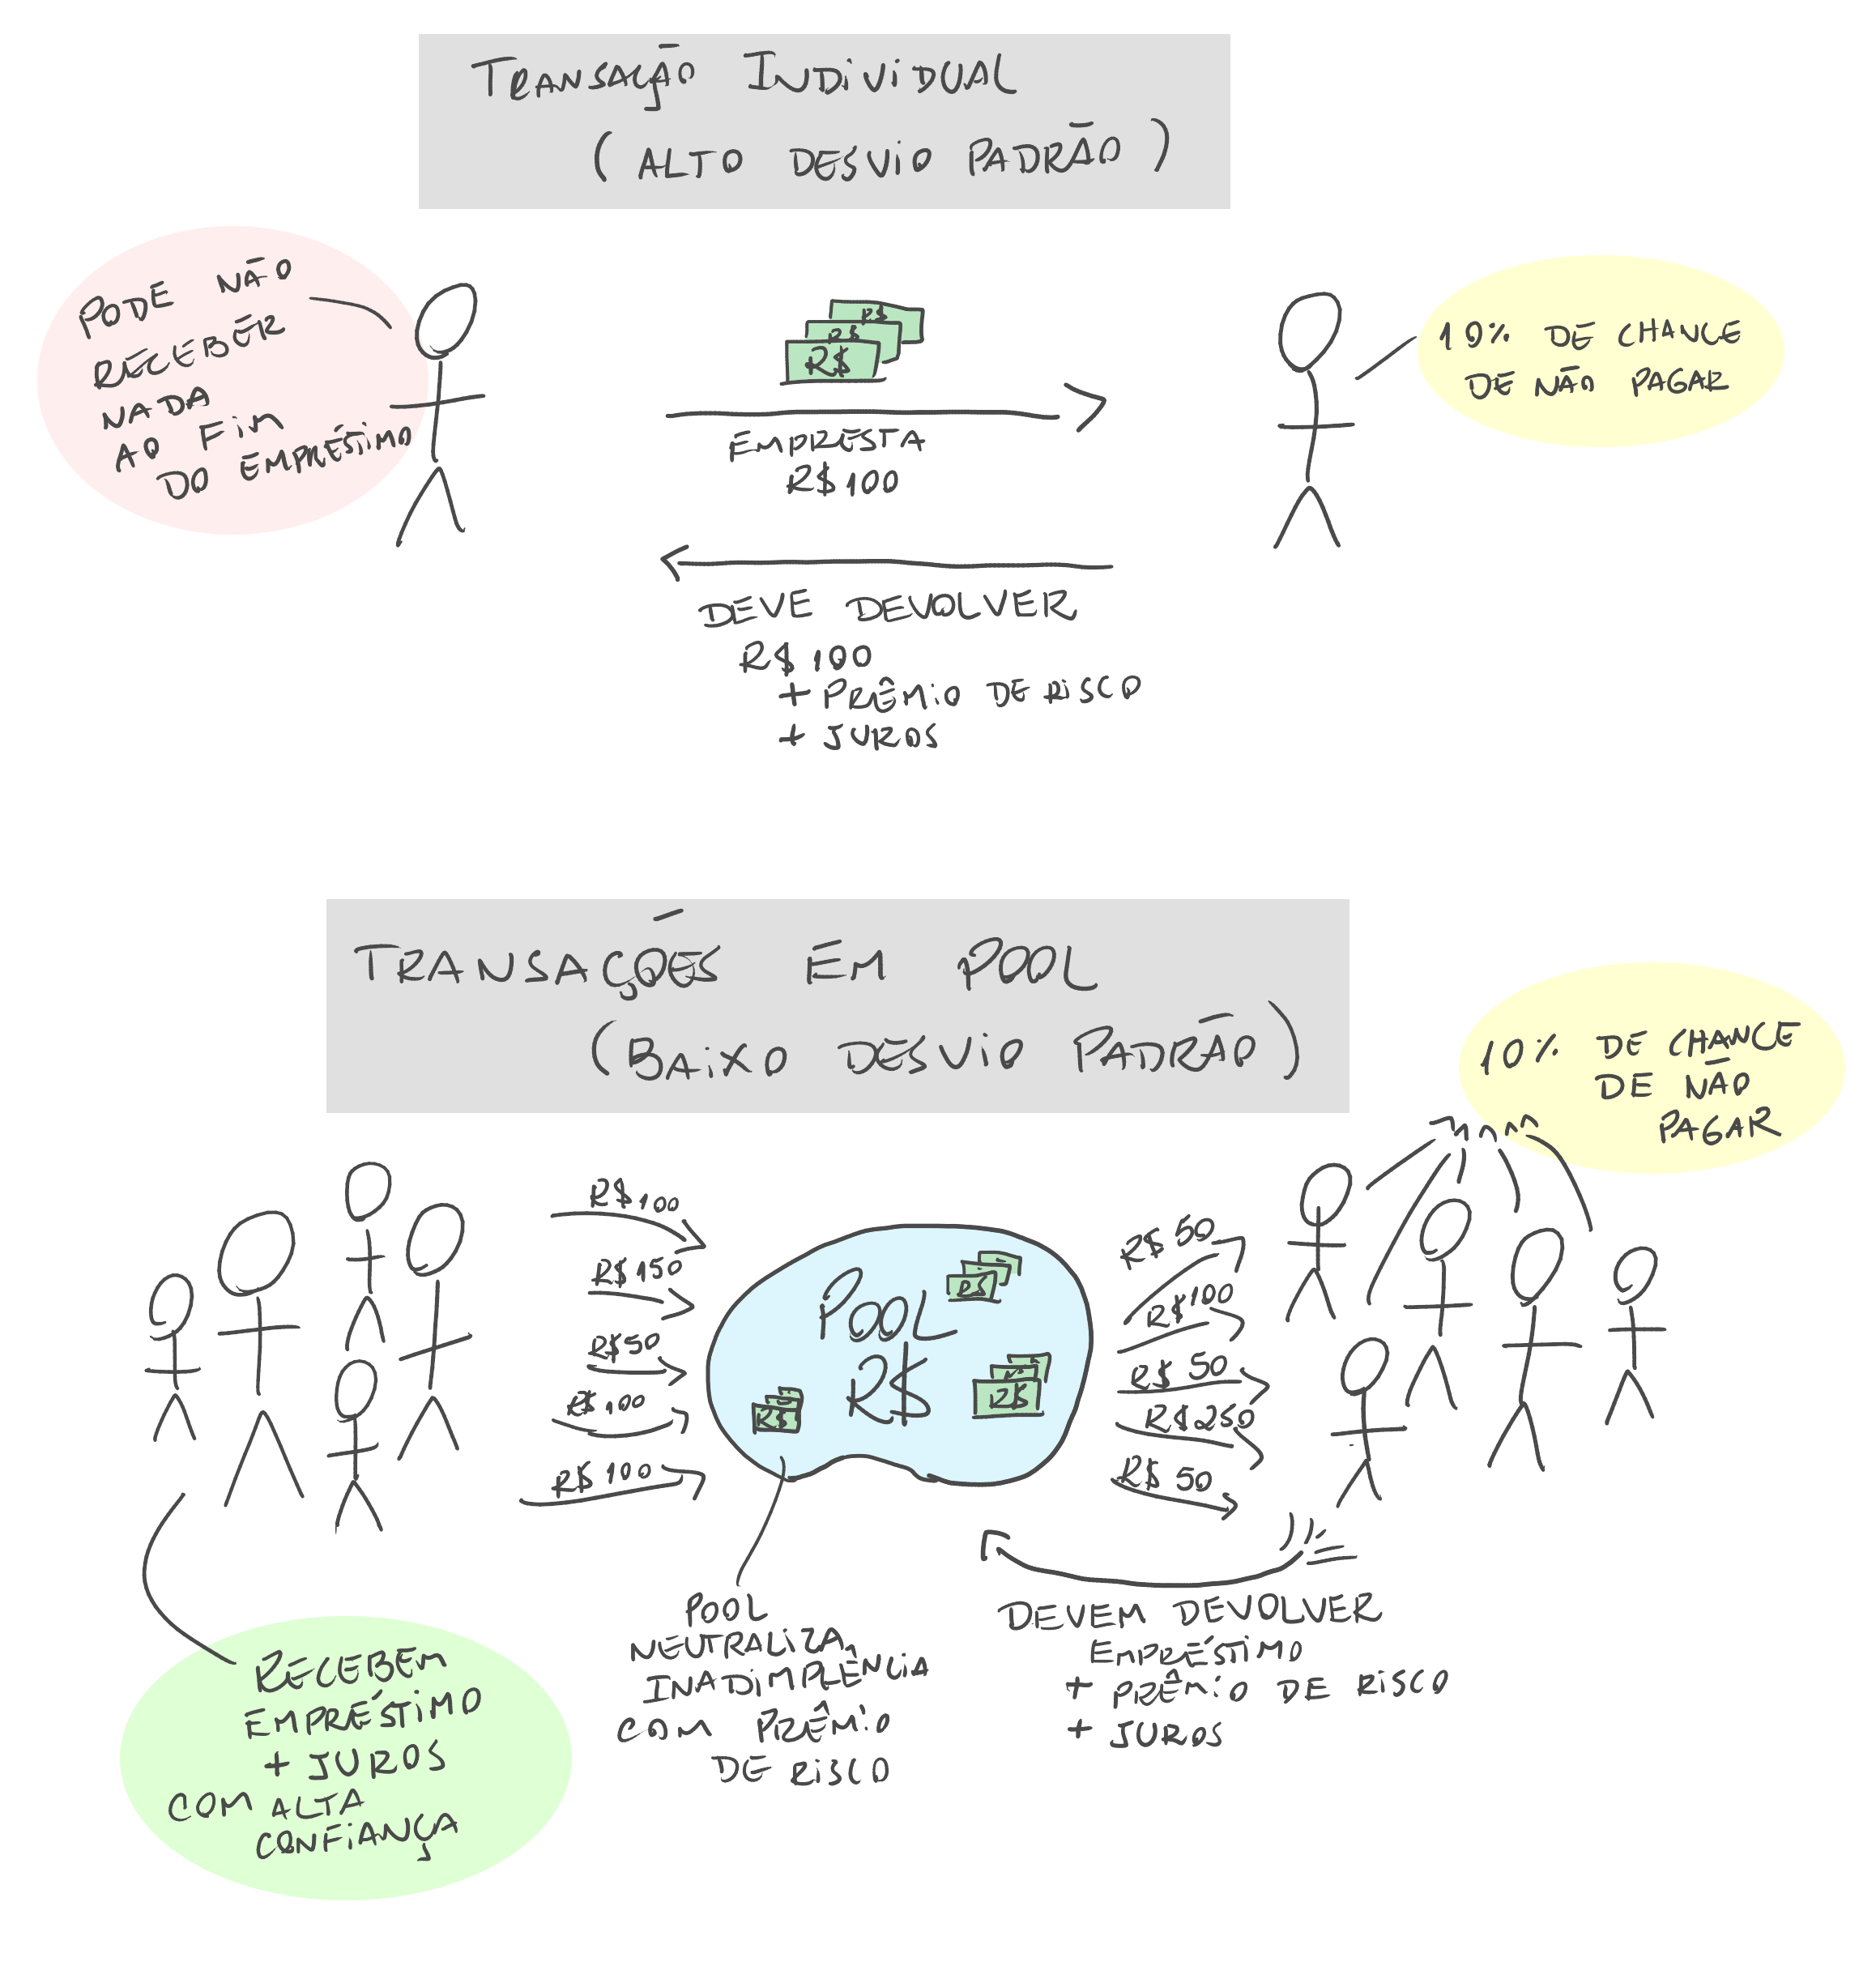 TRANSAÇÃO INDIVIDUAL
(ALTO DESVIO PADRÃO)
PODE NÃO
RECEBER
NADA
AO FIM
DO EMPRÉSTIMO
R$
R$
R$
EMPRESTA
R$100
10% DE CHANCE
DE NÃO PAGAR
DEVE DEVOLVER
R$100
+ PRÊMIO DE RISCO
+ JUROS
TRANSAÇÕES EM POOL
(BAIXO DESVIO PADRÃO)
10% DE CHANCE
DE NÃO
PAGAR
R$100
R$150
R$50
R$100
R$100
POOL
R$
R$
R$
R$
R$50
R$100
R$50
R$250
R$50
POOL
NEUTRALIZA
INADIMPLÊNCIA
COM PRÊMIO
DE RISCO
DEVEM DEVOLVER
EMPRÉSTIMO
+ PRÊMIO DE RISCO
+ JUROS
RECEBEM
EMPRÉSTIMO
+ JUROS
COM ALTA
CONFIANÇA